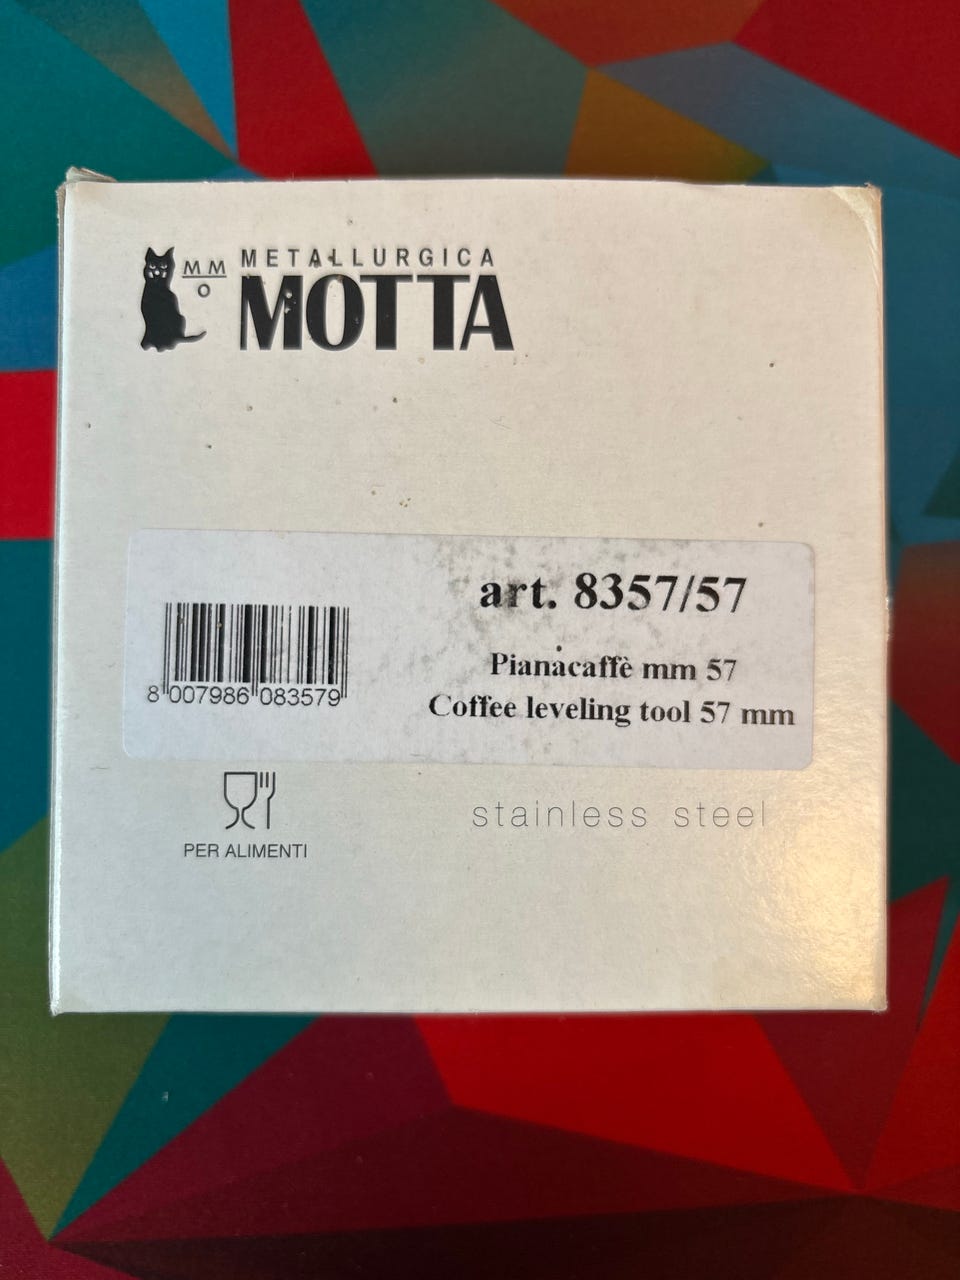 MM
O
METALLURGICA
MOTTA
art. 8357/57
Pianacaffè mm 57
Coffee leveling tool 57 mm
8 007986 083579
PER ALIMENTI
stainless steel